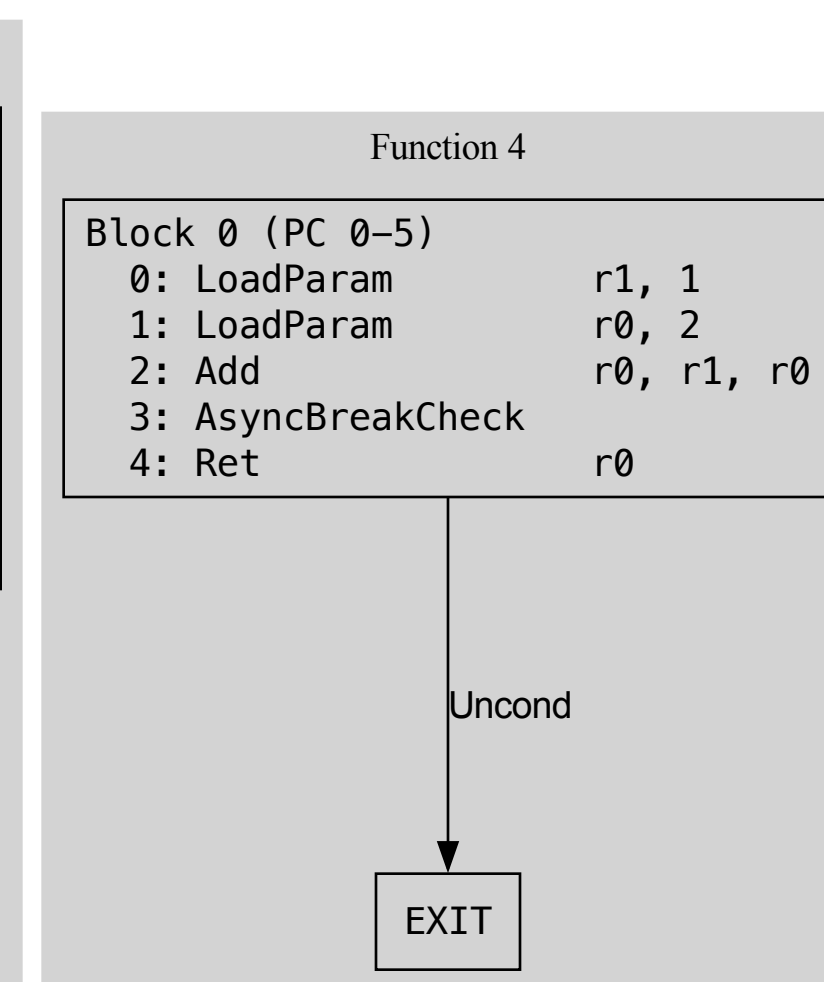 Function 4
Block 0 (PC 0–5)
0: LoadParam r1, 1
1: LoadParam r0, 2
2: Add r0, r1, r0
3: AsyncBreakCheck
4: Ret r0
Uncond
EXIT